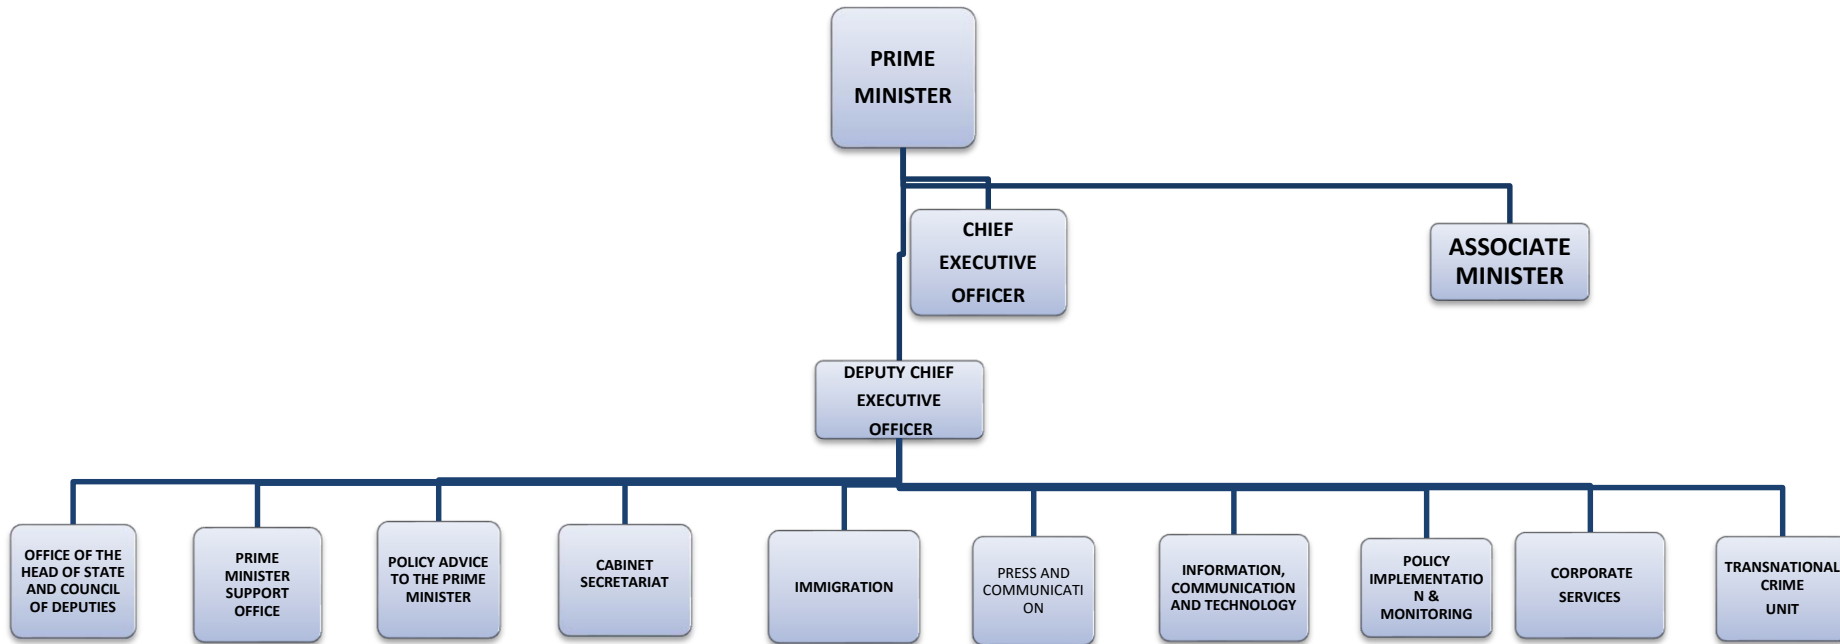 PRIME
MINISTER
CHIEF
EXECUTIVE
OFFICER
ASSOCIATE
MINISTER
DEPUTY CHIEF
EXECUTIVE
OFFICER
OFFICE OF THE
HEAD OF STATE
AND COUNCIL
OF DEPUTIES
PRIME
MINISTER
SUPPORT
OFFICE
POLICY ADVICE
TO THE PRIME
MINISTER
CABINET
SECRETARIAT
IMMIGRATION
PRESS AND
COMMUNICATI
ON
INFORMATION,
COMMUNICATION
AND TECHNOLOGY
POLICY
IMPLEMENTATIO
N &
MONITORING
CORPORATE
SERVICES
TRANSNATIONAL
CRIME
UNIT